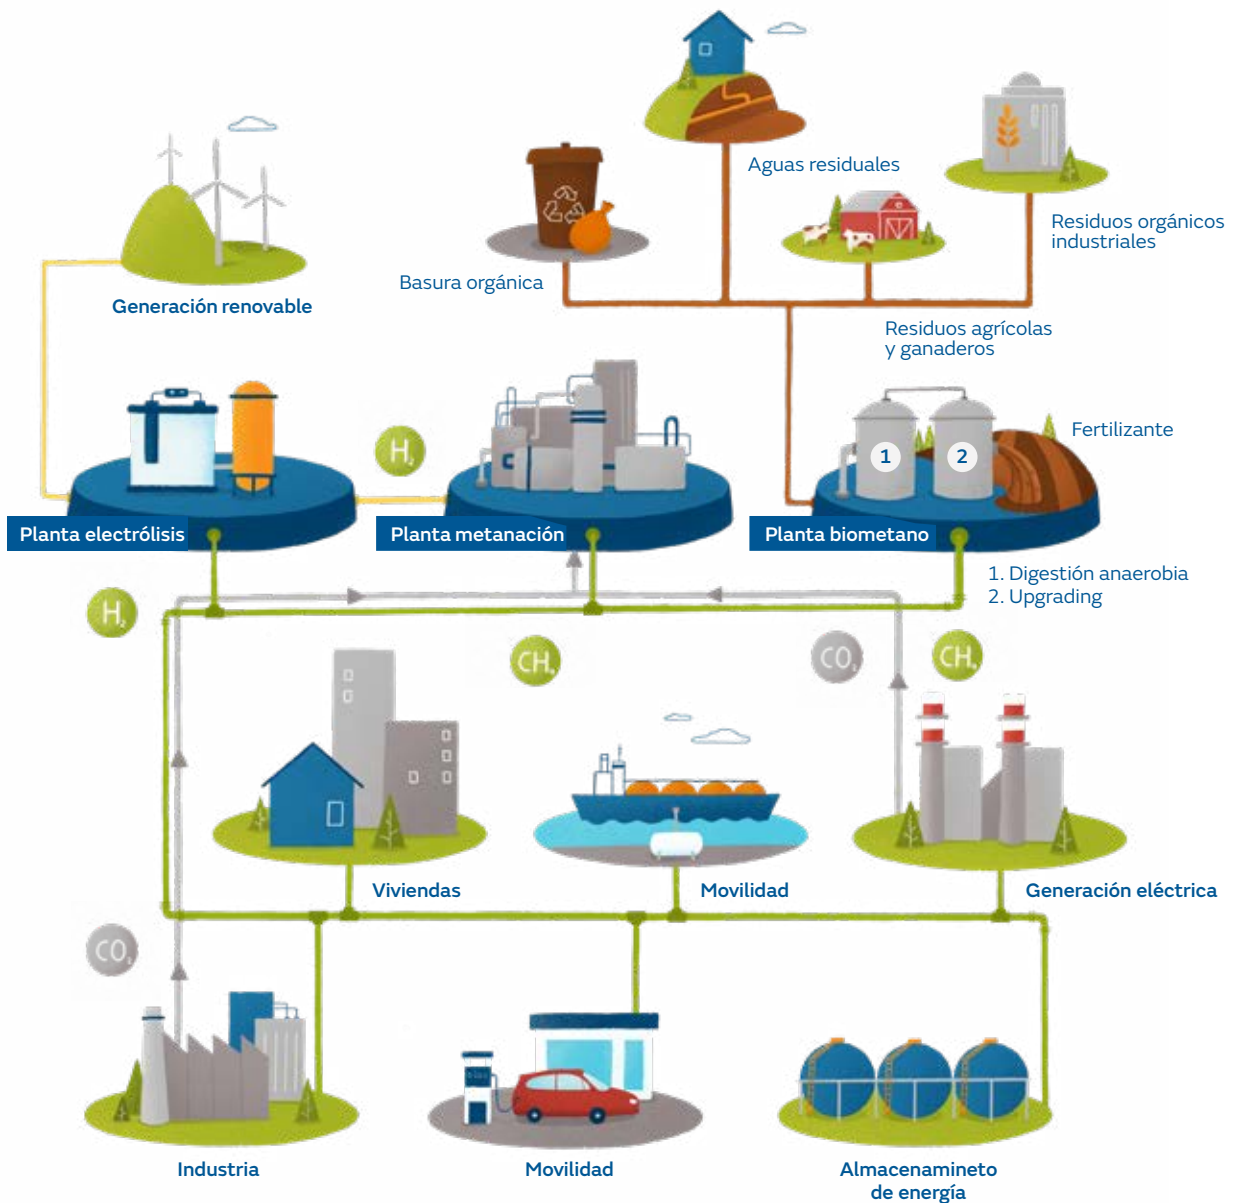 Aguas residuales
Residuos orgánicos
industriales
Basura orgánica
Generación renovable
Residuos agrícolas
y ganaderos
H₂
1
2
Fertilizante
Planta electrólisis
Planta metanación
Planta biometano
1. Digestión anaerobia
2. Upgrading
H₂
CH₄
CO₂
CH₄
Viviendas
Movilidad
Generación eléctrica
CO₂
Industria
Movilidad
Almacenamineto
de energía